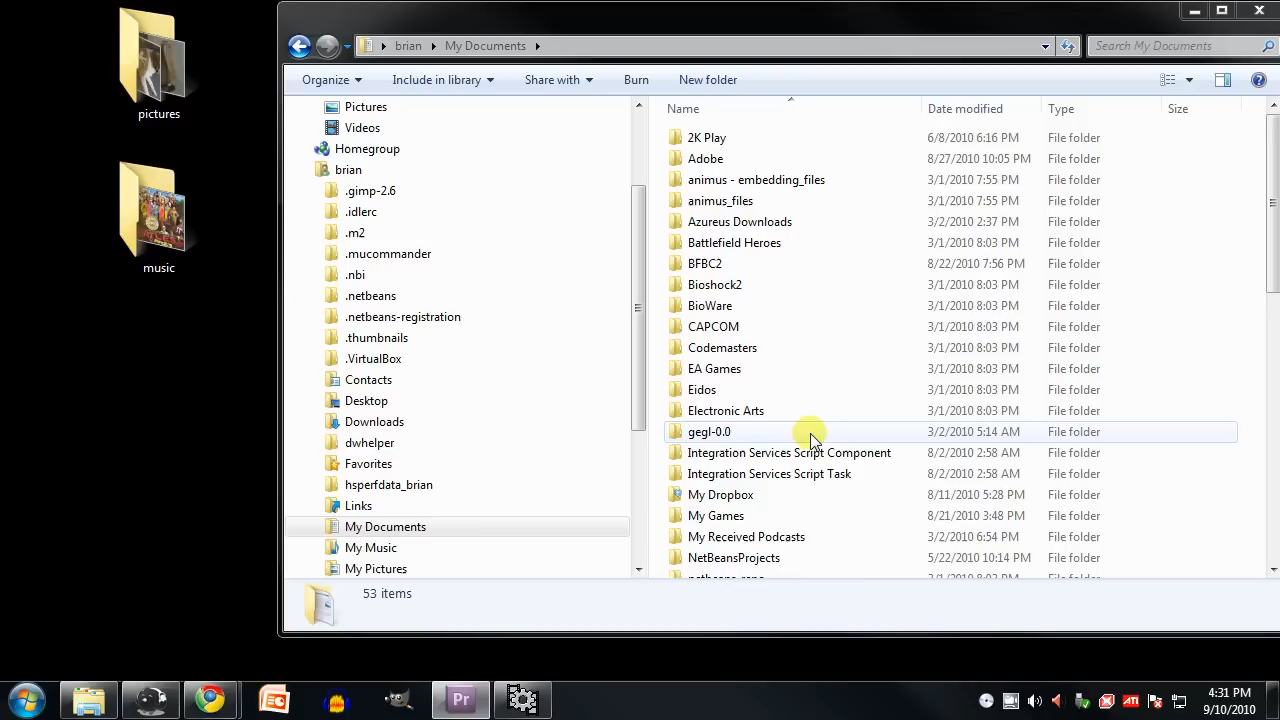 pictures
music
brian
My Documents
Search My Documents
Organize
Include in library
Share with
Burn
New folder
Pictures
Videos
Homegroup
brian
.gimp-2.6
.idlerc
.m2
.mucommander
.nbi
.netbeans
.netbeans-registration
.thumbnails
.VirtualBox
Contacts
Desktop
Downloads
dwhelper
Favorites
hsperfdata_brian
Links
My Documents
My Music
My Pictures
Name Date modified Type Size
2K Play 6/8/2010 6:16 PM File folder
Adobe 8/27/2010 10:05 PM File folder
animus - embedding_files 3/1/2010 7:55 PM File folder
animus_files 3/1/2010 7:55 PM File folder
Azureus Downloads 3/2/2010 2:37 PM File folder
Battlefield Heroes 3/1/2010 8:03 PM File folder
BFBC2 8/22/2010 7:56 PM File folder
Bioshock2 3/1/2010 8:03 PM File folder
BioWare 3/1/2010 8:03 PM File folder
CAPCOM 3/1/2010 8:03 PM File folder
Codemasters 3/1/2010 8:03 PM File folder
EA Games 3/1/2010 8:03 PM File folder
Eidos 3/1/2010 8:03 PM File folder
Electronic Arts 3/1/2010 8:03 PM File folder
gegl-0.0 3/2/2010 5:14 AM File folder
Integration Services Script Component 8/2/2010 2:58 AM File folder
Integration Services Script Task 8/2/2010 2:58 AM File folder
My Dropbox 8/11/2010 5:28 PM File folder
My Games 8/21/2010 3:48 PM File folder
My Received Podcasts 3/2/2010 6:54 PM File folder
NetBeansProjects 5/22/2010 10:14 PM File folder
53 items
Pr
ATI
4:31 PM
9/10/2010